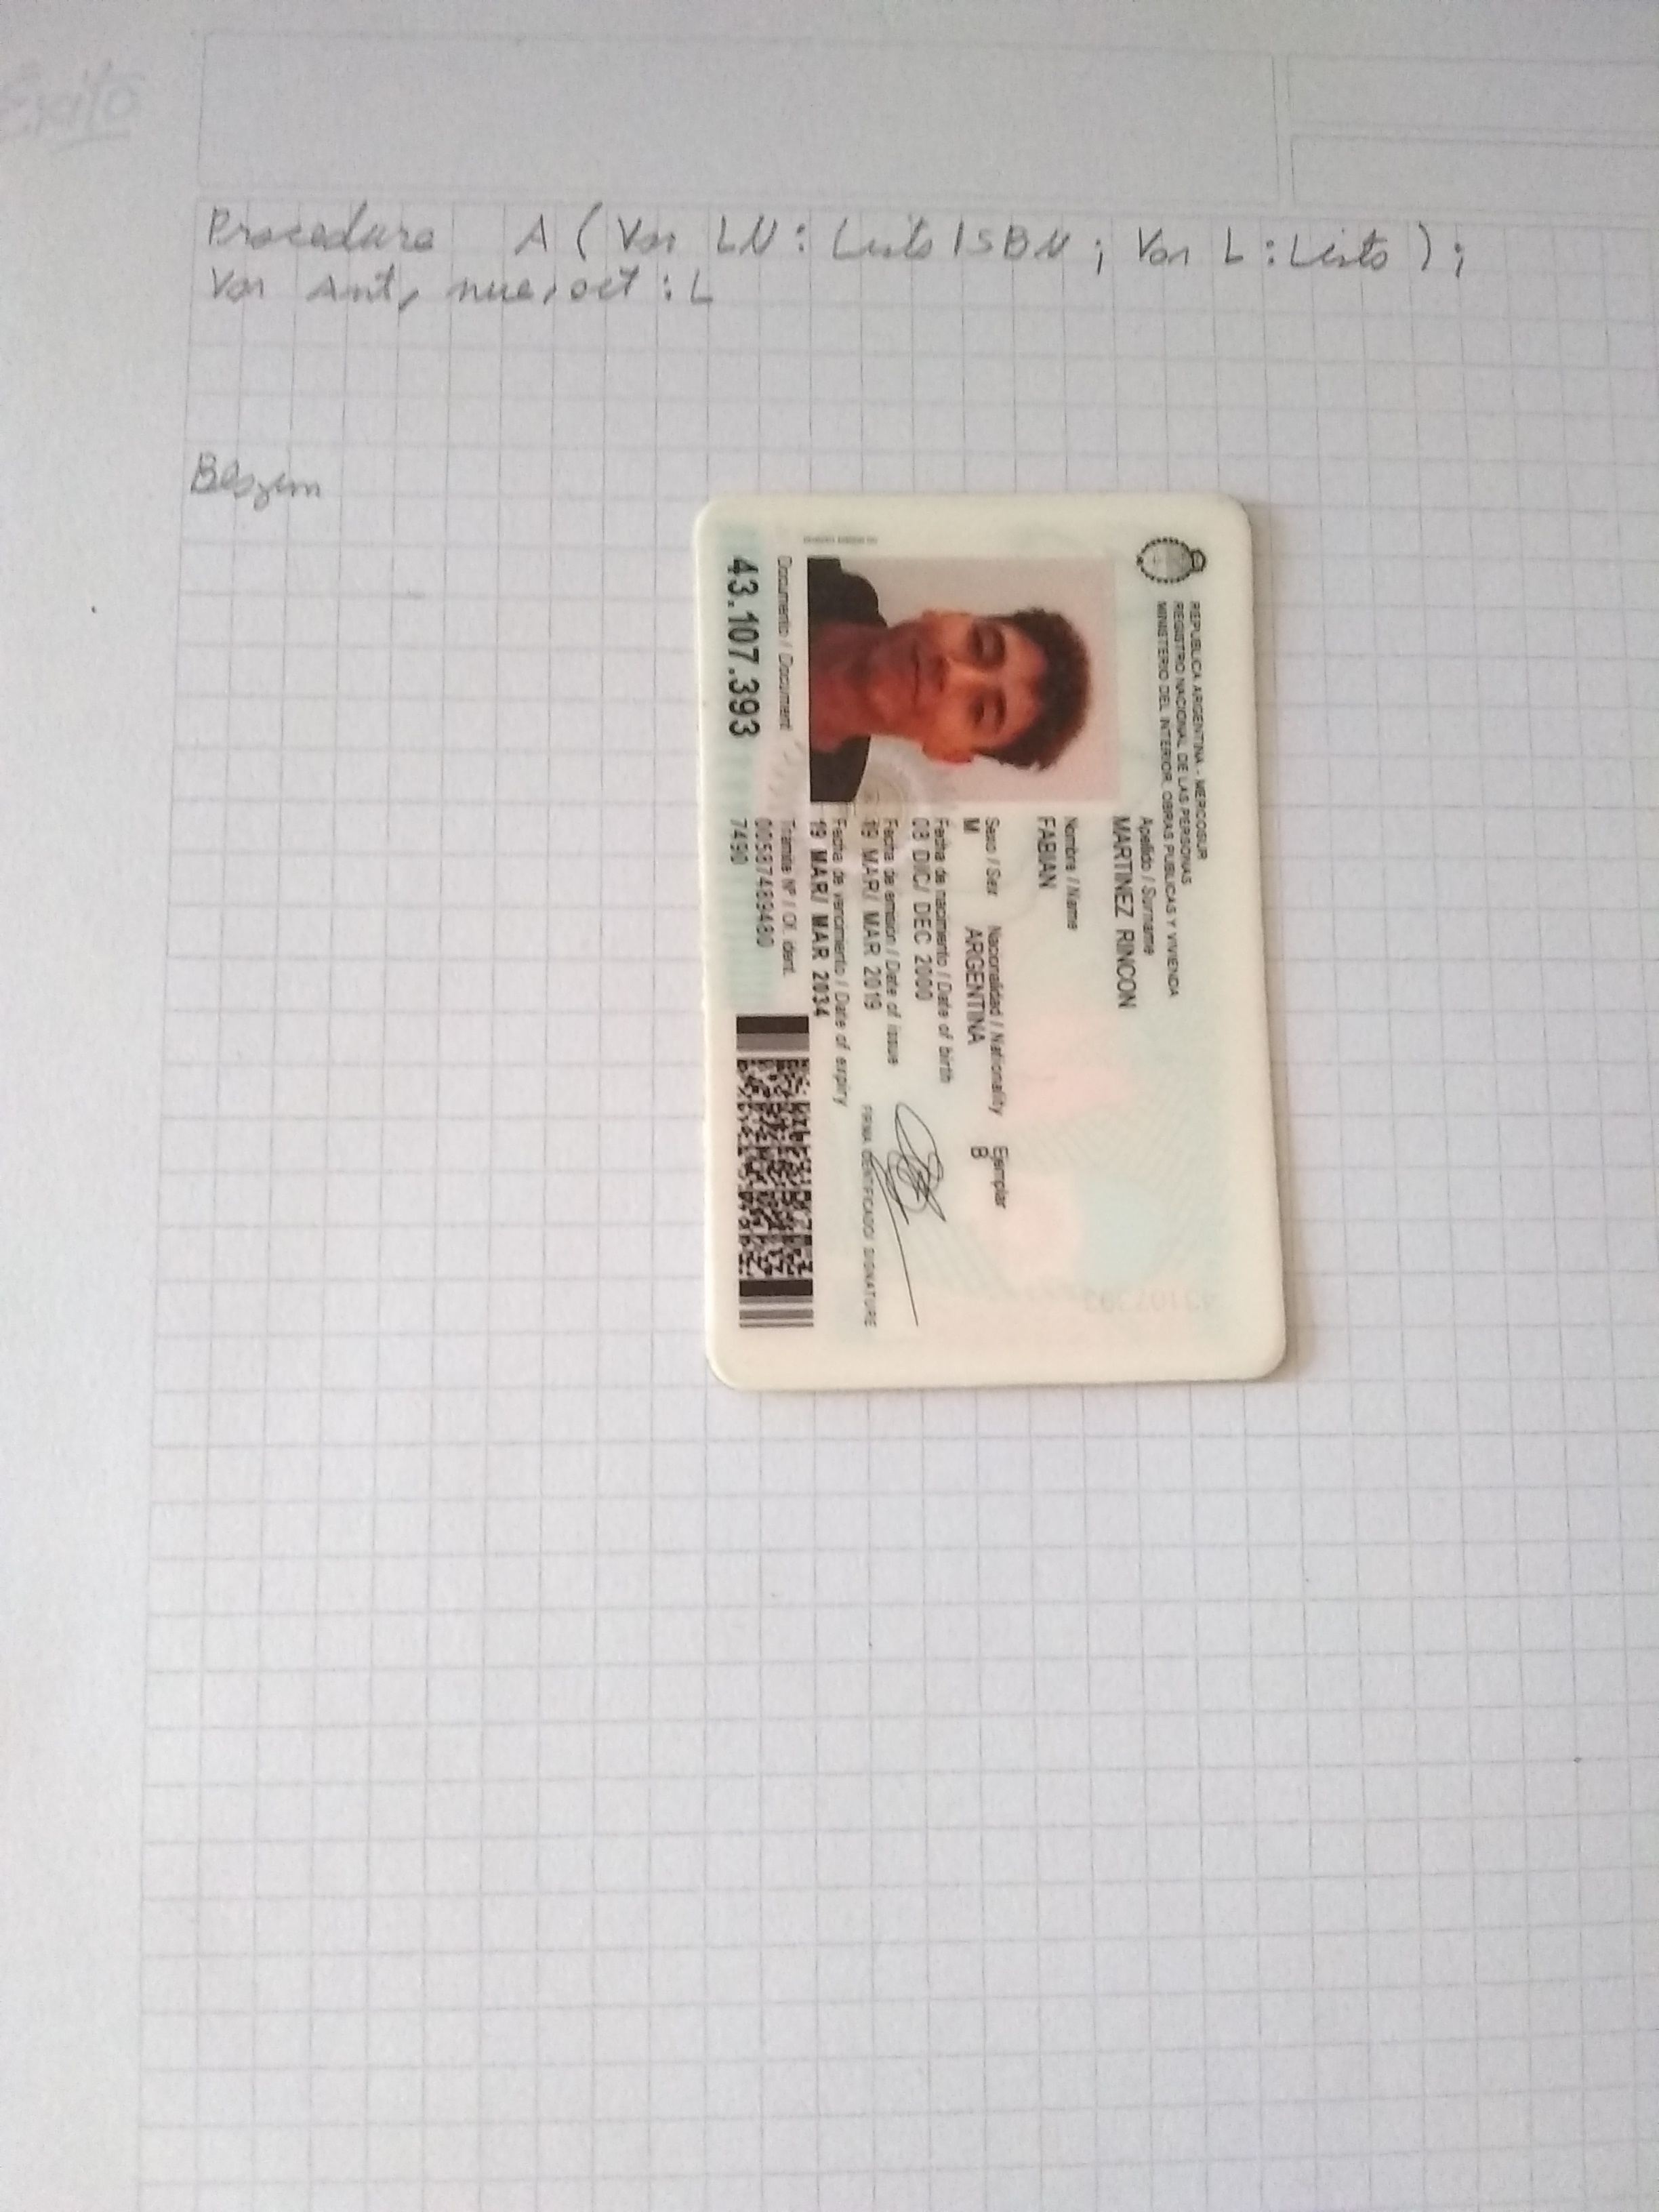 Exito
Procedure A ( Var LN: Lista ISBN ; Var L : Lista ) ;
Var ant, nue, act : L
Begin
REPUBLICA ARGENTINA - MERCOSUR
REGISTRO NACIONAL DE LAS PERSONAS
MINISTERIO DEL INTERIOR, OBRAS PUBLICAS Y VIVIENDA
Apellido / Surname
MARTINEZ RINCON
Nombre / Name
FABIAN
Sexo / Sex Nacionalidad / Nationality Ejemplar
M ARGENTINA B
Fecha de nacimiento / Date of birth
03 DIC/ DEC 2000
Fecha de emisión / Date of issue
19 MAR/ MAR 2019
Fecha de vencimiento / Date of expiry
19 MAR/ MAR 2034
FIRMA IDENTIFICADO/ SIGNATURE
Documento / Document
43.107.393
Trámite Nº / Of. ident.
00587489480
7490
43107393